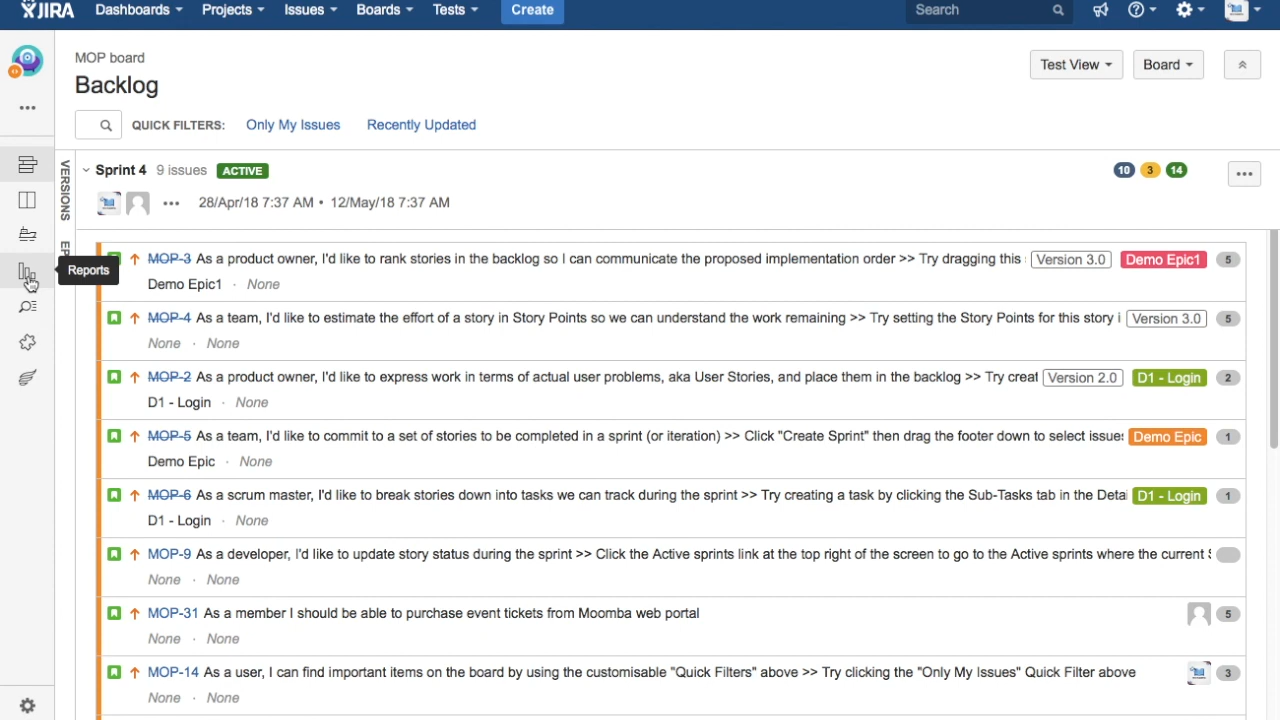 JIRA Dashboards Projects Issues Boards Tests Create Search
MOP board
Backlog
Test View Board
QUICK FILTERS: Only My Issues Recently Updated
VERSIONS
Sprint 4 9 issues ACTIVE 10 3 14
28/Apr/18 7:37 AM • 12/May/18 7:37 AM
EP
Reports
MOP-3 As a product owner, I'd like to rank stories in the backlog so I can communicate the proposed implementation order >> Try dragging this Version 3.0 Demo Epic1 5
Demo Epic1 · None
MOP-4 As a team, I'd like to estimate the effort of a story in Story Points so we can understand the work remaining >> Try setting the Story Points for this story i Version 3.0 5
None · None
MOP-2 As a product owner, I'd like to express work in terms of actual user problems, aka User Stories, and place them in the backlog >> Try creat Version 2.0 D1 - Login 2
D1 - Login · None
MOP-5 As a team, I'd like to commit to a set of stories to be completed in a sprint (or iteration) >> Click "Create Sprint" then drag the footer down to select issues Demo Epic 1
Demo Epic · None
MOP-6 As a scrum master, I'd like to break stories down into tasks we can track during the sprint >> Try creating a task by clicking the Sub-Tasks tab in the Detai D1 - Login 1
D1 - Login · None
MOP-9 As a developer, I'd like to update story status during the sprint >> Click the Active sprints link at the top right of the screen to go to the Active sprints where the current S
None · None
MOP-31 As a member I should be able to purchase event tickets from Moomba web portal 5
None · None
MOP-14 As a user, I can find important items on the board by using the customisable "Quick Filters" above >> Try clicking the "Only My Issues" Quick Filter above 3
None · None